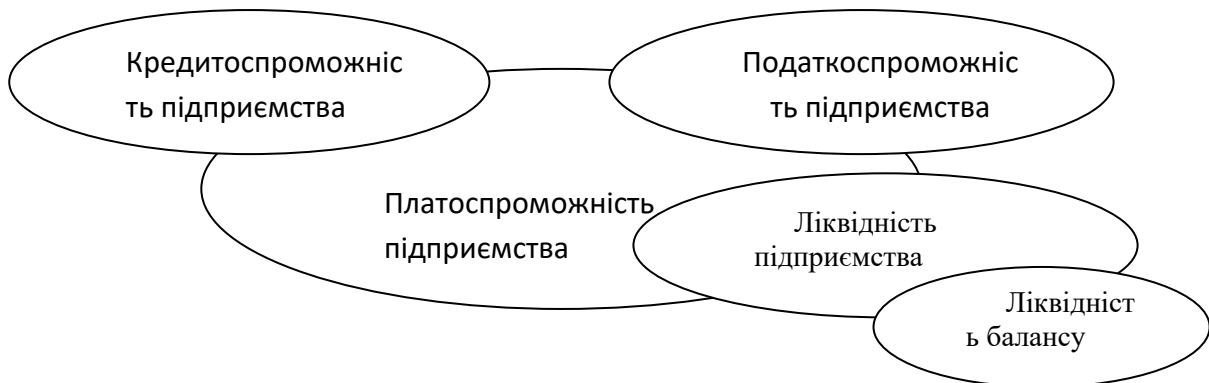 Кредитоспроможніс
ть підприємства
Податкоспроможніс
ть підприємства
Платоспроможність
підприємства
Ліквідність
підприємства
Ліквідніст
ь балансу